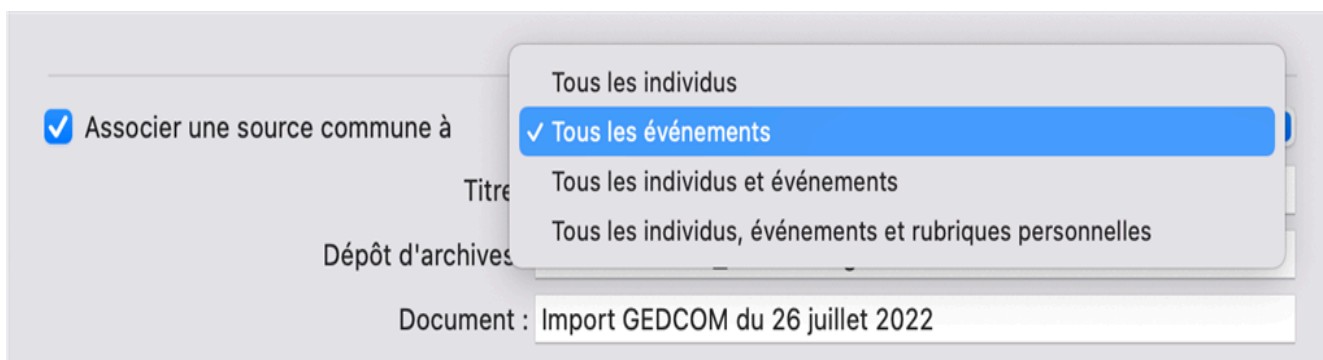 Tous les individus
Associer une source commune à
✓ Tous les événements
Titre
Tous les individus et événements
Tous les individus, événements et rubriques personnelles
Dépôt d'archives
Document : Import GEDCOM du 26 juillet 2022